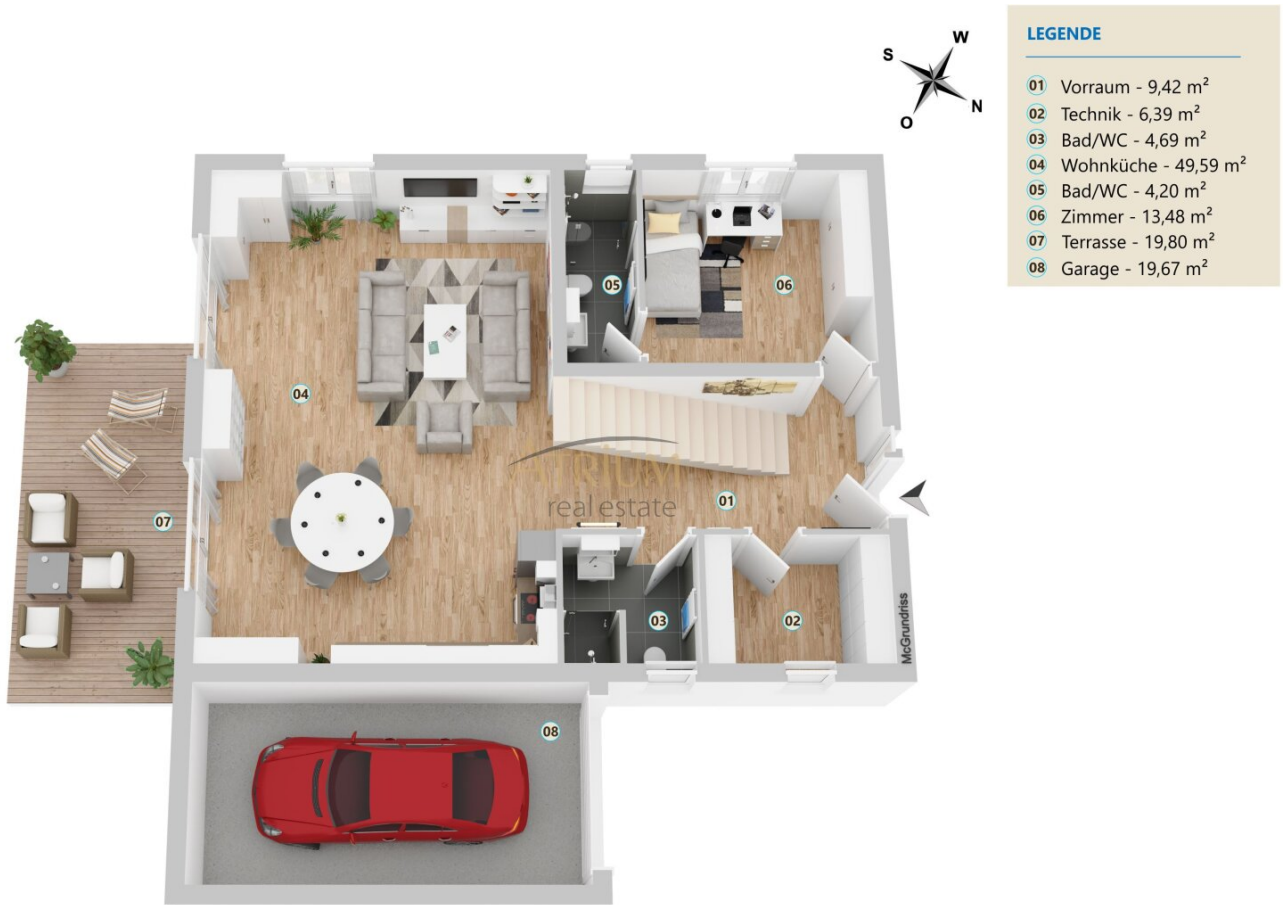 W
S
N
O
LEGENDE
01 Vorraum - 9,42 m²
02 Technik - 6,39 m²
03 Bad/WC - 4,69 m²
04 Wohnküche - 49,59 m²
05 Bad/WC - 4,20 m²
06 Zimmer - 13,48 m²
07 Terrasse - 19,80 m²
08 Garage - 19,67 m²
05
06
04
ATRIUM
real estate
01
07
03
02
McGrundriss
08